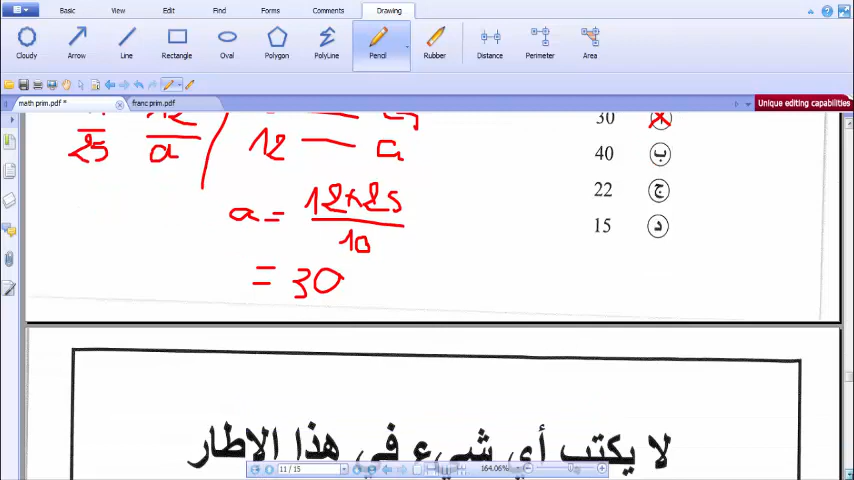 Basic View Edit Find Forms Comments Drawing
Cloudy Arrow Line Rectangle Oval Polygon PolyLine Pencil Rubber Distance Perimeter Area
math prim.pdf * franc prim.pdf Unique editing capabilities
30
25 a 12 — a
ب 40
a = 12×25
10
ج 22
د 15
= 30
لا يكتب أي شيء في هذا الاطار
11 / 15 164.06%